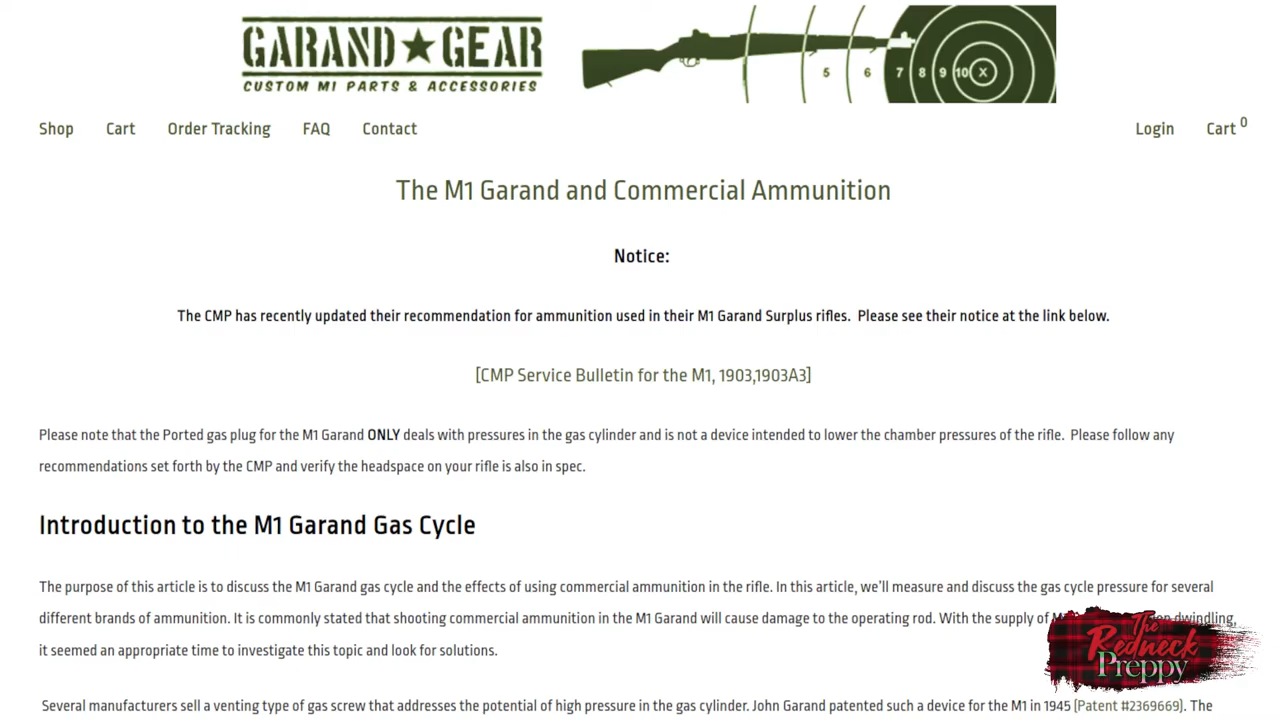 GARAND★GEAR
CUSTOM M1 PARTS & ACCESSORIES
5 6 7 8 9 10 X
Shop Cart Order Tracking FAQ Contact Login Cart 0
The M1 Garand and Commercial Ammunition
Notice:
The CMP has recently updated their recommendation for ammunition used in their M1 Garand Surplus rifles. Please see their notice at the link below.
[CMP Service Bulletin for the M1, 1903,1903A3]
Please note that the Ported gas plug for the M1 Garand ONLY deals with pressures in the gas cylinder and is not a device intended to lower the chamber pressures of the rifle. Please follow any
recommendations set forth by the CMP and verify the headspace on your rifle is also in spec.
Introduction to the M1 Garand Gas Cycle
The purpose of this article is to discuss the M1 Garand gas cycle and the effects of using commercial ammunition in the rifle. In this article, we'll measure and discuss the gas cycle pressure for several
different brands of ammunition. It is commonly stated that shooting commercial ammunition in the M1 Garand will cause damage to the operating rod. With the supply of dwindling,
it seemed an appropriate time to investigate this topic and look for solutions.
The
Redneck
Preppy
Several manufacturers sell a venting type of gas screw that addresses the potential of high pressure in the gas cylinder. John Garand patented such a device for the M1 in 1945 (Patent #2369669). The